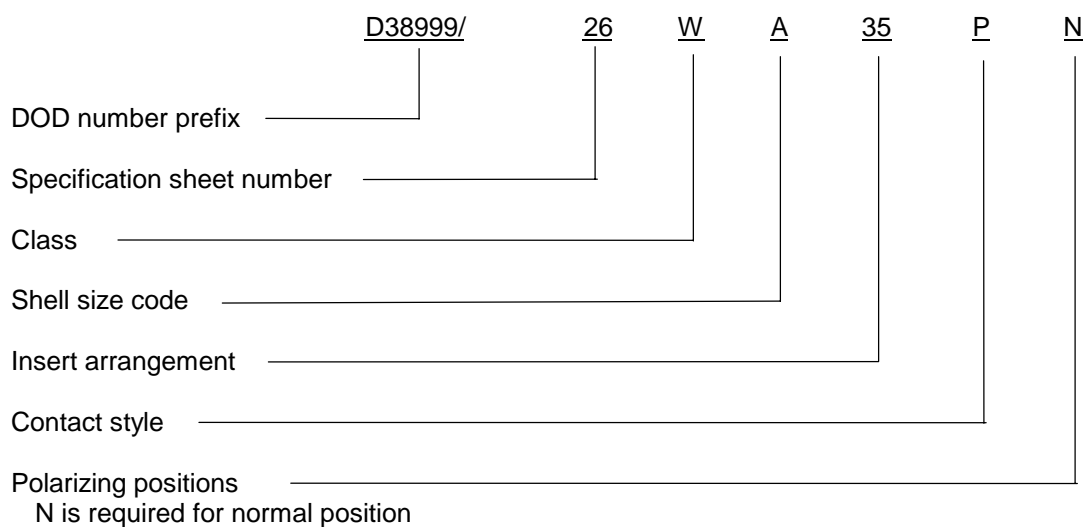 D38999/ 26 W A 35 P N
DOD number prefix
Specification sheet number
Class
Shell size code
Insert arrangement
Contact style
Polarizing positions
N is required for normal position